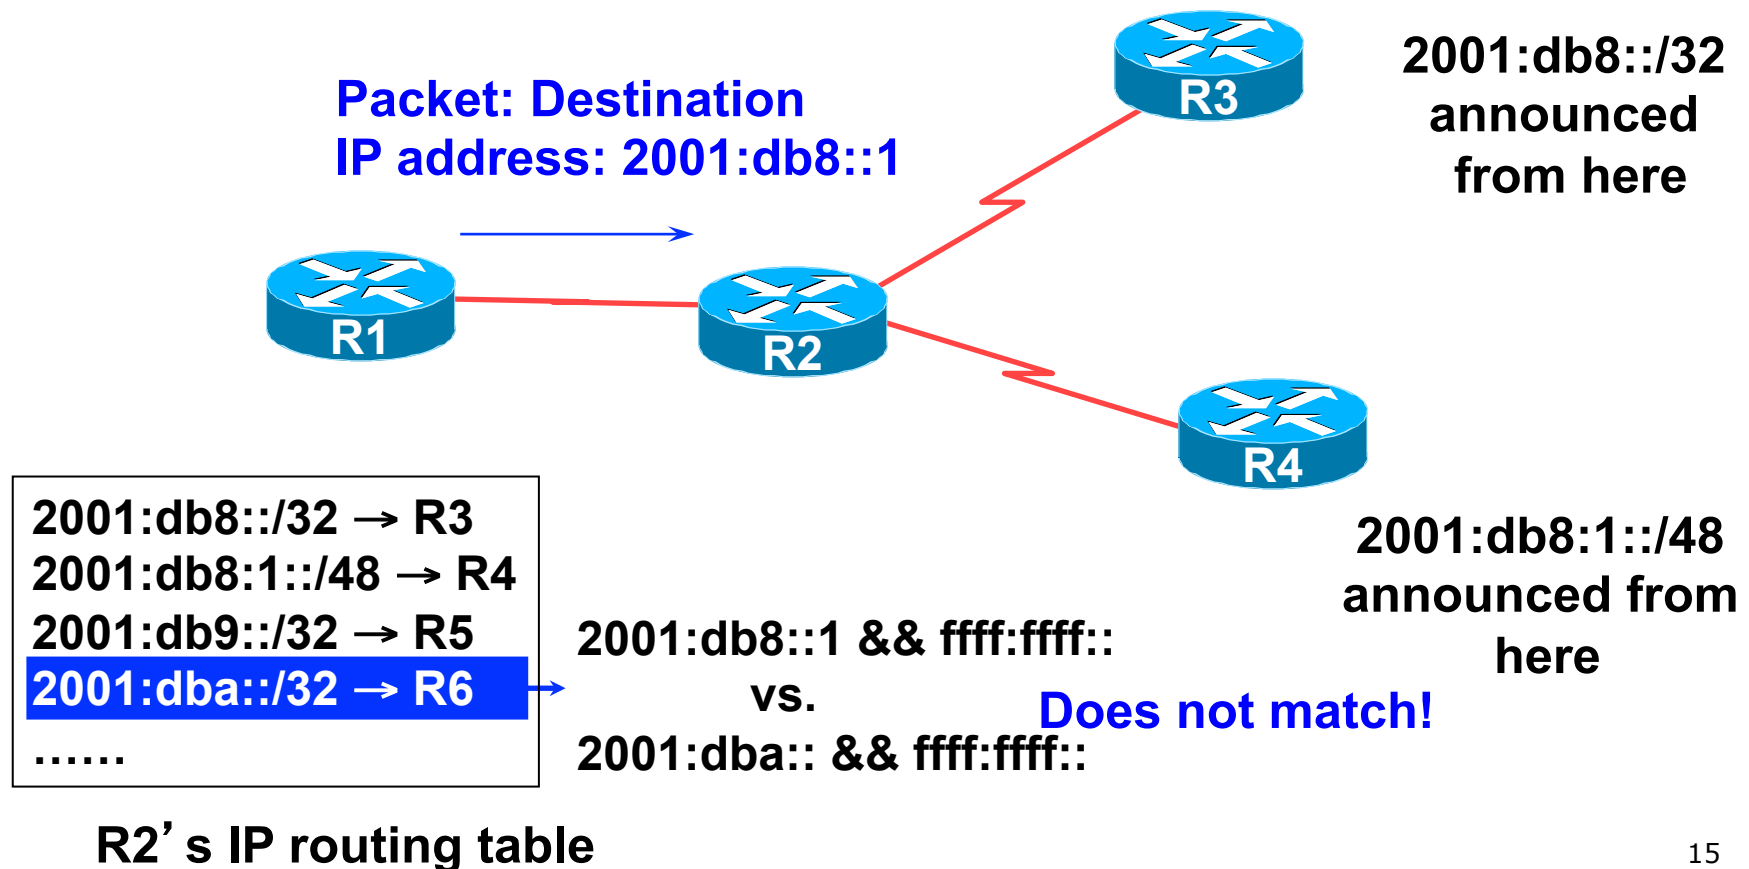 Packet: Destination
IP address: 2001:db8::1
R3
2001:db8::/32
announced
from here
R1
R2
R4
2001:db8:1::/48
announced from
here
2001:db8::/32 → R3
2001:db8:1::/48 → R4
2001:db9::/32 → R5
2001:dba::/32 → R6
......
2001:db8::1 && ffff:ffff::
vs.
2001:dba:: && ffff:ffff::
Does not match!
R2’s IP routing table
15